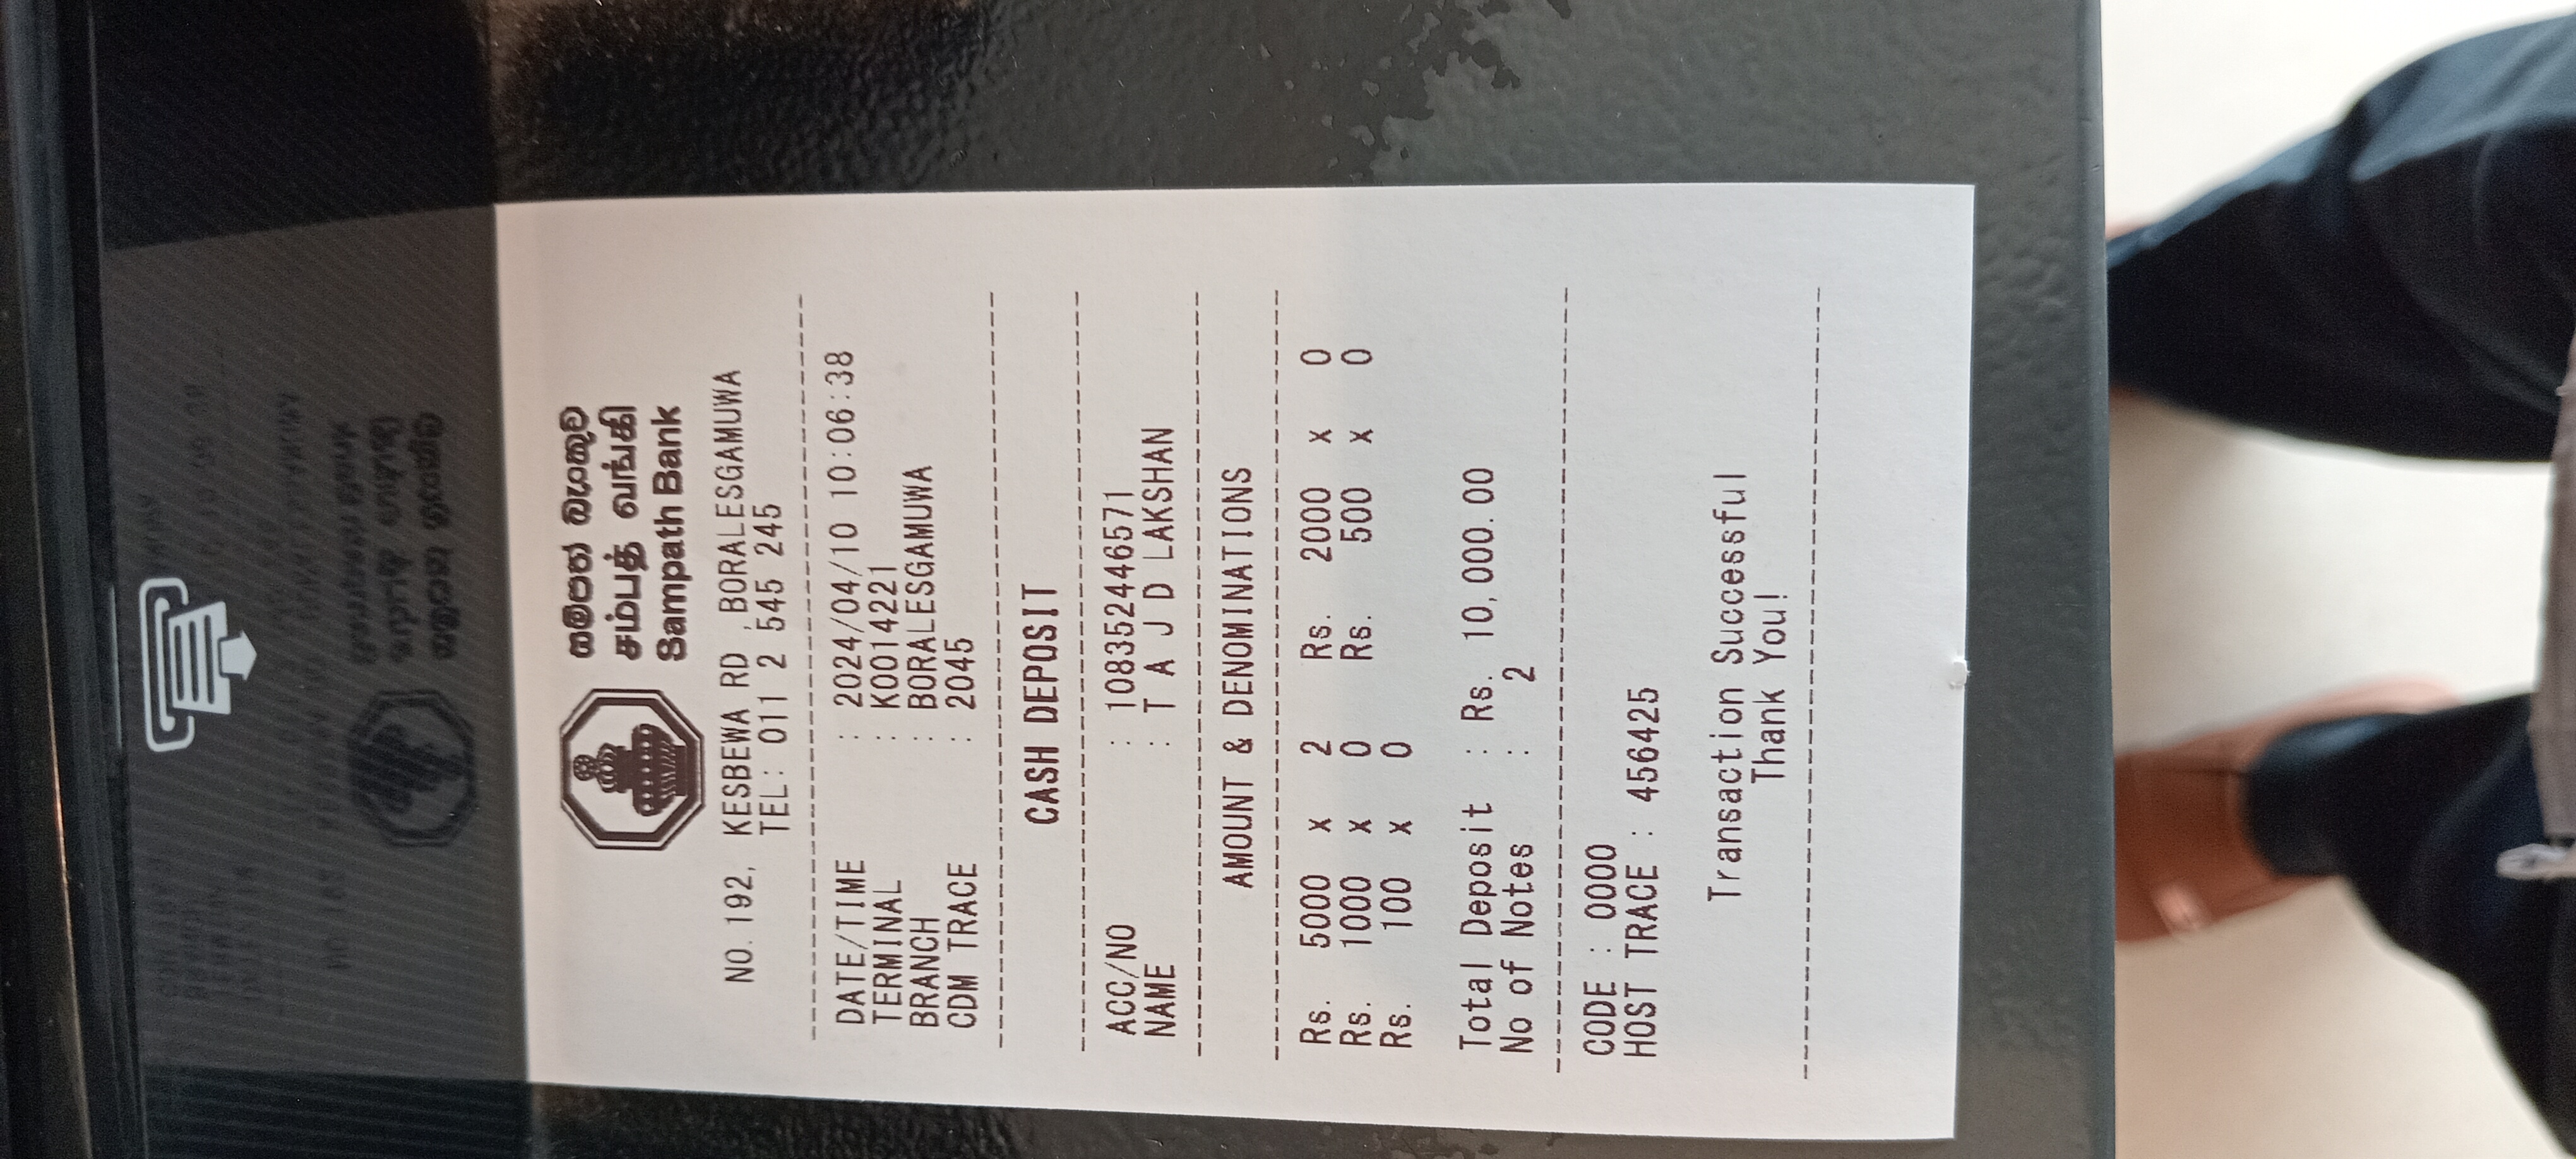 සම්පත් බැංකුව
சம்பத் வங்கி
Sampath Bank
NO.192, KESBEWA RD ,BORALESGAMUWA
TEL: 011 2 545 245
DATE/TIME : 2024/04/10 10:06:38
TERMINAL : K0014221
BRANCH : BORALESGAMUWA
CDM TRACE : 2045
CASH DEPOSIT
ACC/NO : 108352446571
NAME : T A J D LAKSHAN
AMOUNT & DENOMINATIONS
Rs. 5000 x 2 Rs. 2000 x 0
Rs. 1000 x 0 Rs. 500 x 0
Rs. 100 x 0
Total Deposit : Rs. 10,000.00
No of Notes : 2
CODE : 0000
HOST TRACE : 456425
Transaction Successful
Thank You!